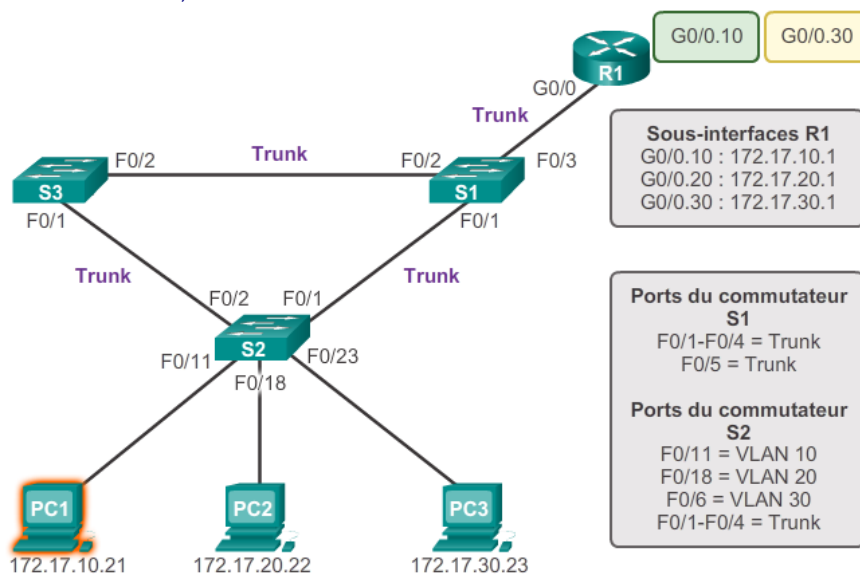 G0/0.10
G0/0.30
R1
G0/0
Trunk
Sous-interfaces R1
G0/0.10 : 172.17.10.1
G0/0.20 : 172.17.20.1
G0/0.30 : 172.17.30.1
F0/2
Trunk
F0/2
F0/3
S3
S1
F0/1
F0/1
Trunk
Trunk
F0/2
F0/1
S2
F0/11
F0/23
F0/18
Ports du commutateur
S1
F0/1-F0/4 = Trunk
F0/5 = Trunk
Ports du commutateur
S2
F0/11 = VLAN 10
F0/18 = VLAN 20
F0/6 = VLAN 30
F0/1-F0/4 = Trunk
PC1
PC2
PC3
172.17.10.21
172.17.20.22
172.17.30.23